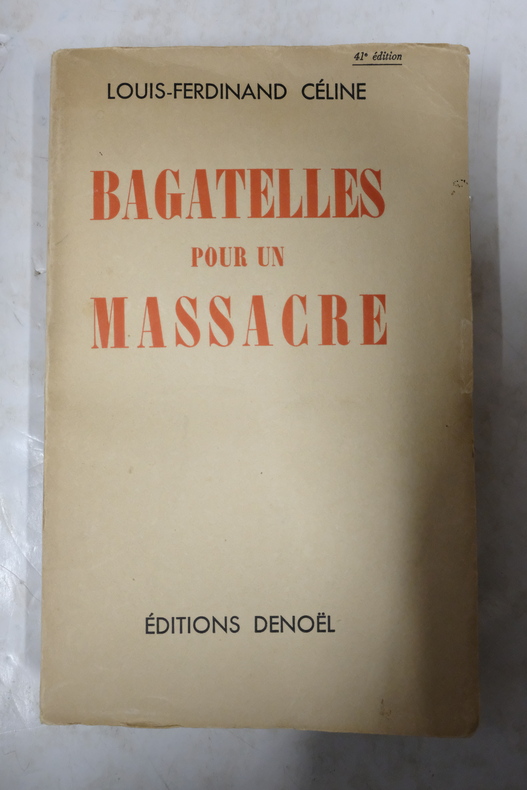 41e édition
LOUIS-FERDINAND CÉLINE
BAGATELLES
POUR UN
MASSACRE
ÉDITIONS DENOËL